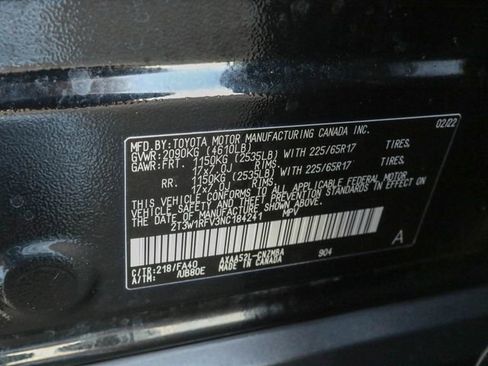 MFD.BY:TOYOTA MOTOR MANUFACTURING CANADA INC. 02/22
GVWR:2090KG (4610LB)
GAWR:FRT. 1150KG (2535LB) WITH 225/65R17 TIRES,
17x7.0J RIMS,
RR. 1150KG (2535LB) WITH 225/65R17 TIRES,
17x7.0J RIMS,
THIS VEHICLE CONFORMS TO ALL APPLICABLE FEDERAL MOTOR
VEHICLE SAFETY AND THEFT PREVENTION STANDARDS IN EFFECT ON
THE DATE OF MANUFACTURE SHOWN ABOVE.
2T3W1RFV3NC184241 MPV
A
C/TR:218/FA40 AXAA52L-CNZMBA 904
A/TM: /UB80E MADE IN CANADA